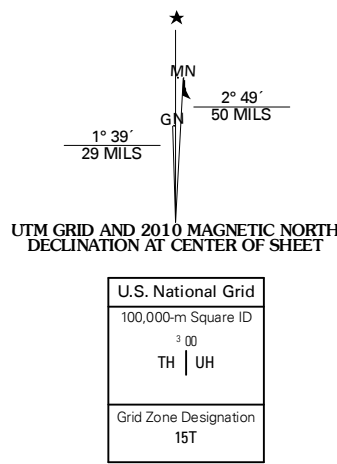 MN
GN
2° 49´
50 MILS
1° 39´
29 MILS
UTM GRID AND 2010 MAGNETIC NORTH
DECLINATION AT CENTER OF SHEET
U.S. National Grid
100,000-m Square ID
3 00
TH UH
Grid Zone Designation
15T